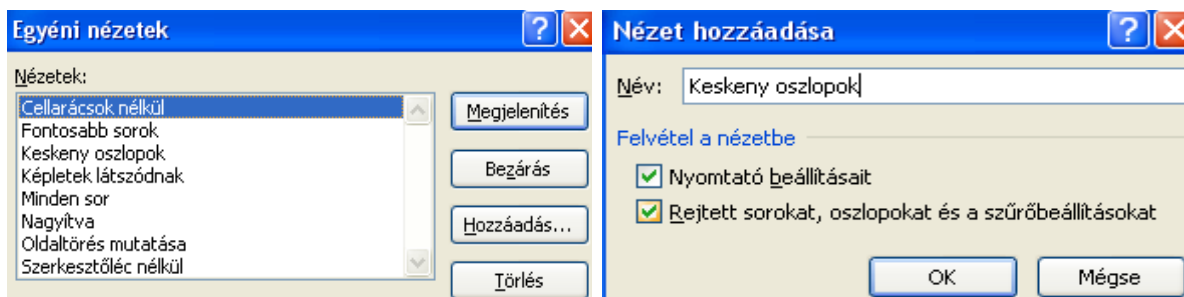 Egyéni nézetek
Nézetek:
Cellarácsok nélkül
Fontosabb sorok
Keskeny oszlopok
Képletek látszódnak
Minden sor
Nagyítva
Oldaltörés mutatása
Szerkesztőléc nélkül
Megjelenítés
Bezárás
Hozzáadás...
Törlés
Nézet hozzáadása
Név: Keskeny oszlopok
Felvétel a nézetbe
Nyomtató beállításait
Rejtett sorokat, oszlopokat és a szűrőbeállításokat
OK Mégse